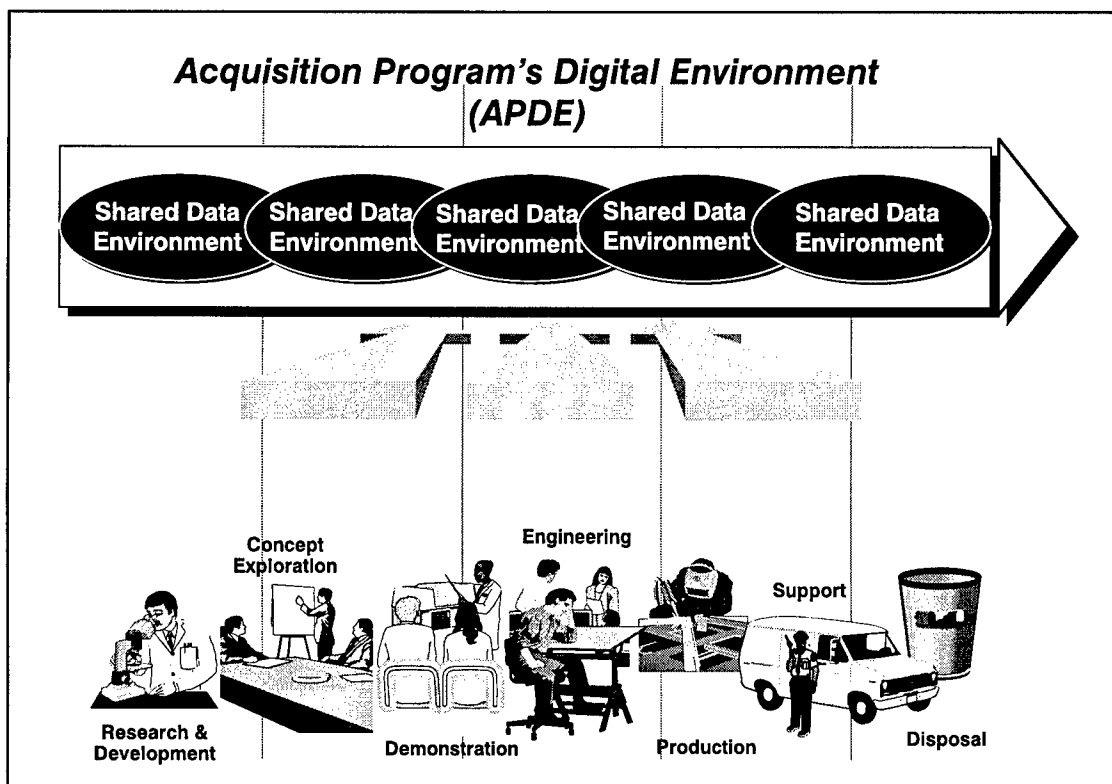 Acquisition Program's Digital Environment
(APDE)
Shared Data
Environment
Shared Data
Environment
Shared Data
Environment
Shared Data
Environment
Shared Data
Environment
Concept
Exploration
Engineering
Support
Research &
Development
Demonstration
Production
Disposal